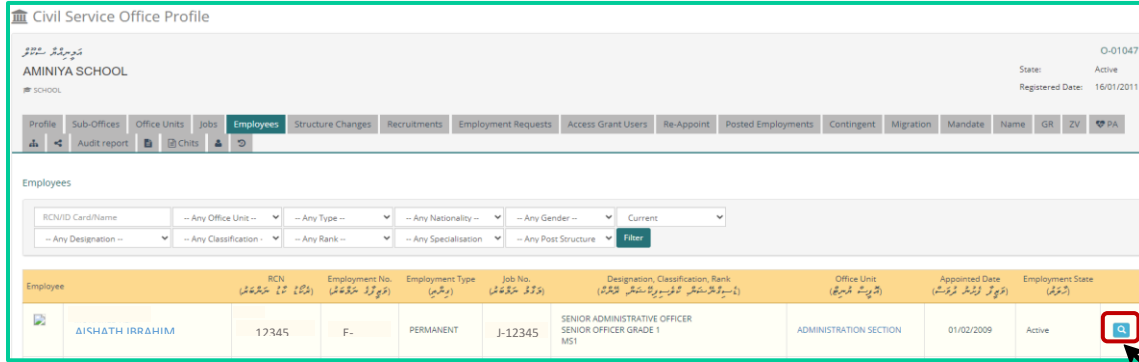 Civil Service Office Profile
O-01047
AMINIYA SCHOOL
State: Active
SCHOOL
Registered Date: 16/01/2011
Profile Sub-Offices Office Units Jobs Employees Structure Changes Recruitments Employment Requests Access Grant Users Re-Appoint Posted Employments Contingent Migration Mandate Name GR ZV PA
Audit report Chits
Employees
RCN/ID Card/Name -- Any Office Unit -- -- Any Type -- -- Any Nationality -- -- Any Gender -- Current
-- Any Designation -- -- Any Classification - -- Any Rank -- -- Any Specialisation -- Any Post Structure Filter
Employee RCN Employment No. Employment Type Job No. Designation, Classification, Rank Office Unit Appointed Date Employment State
SENIOR ADMINISTRATIVE OFFICER
AISHATH IBRAHIM 12345 E- PERMANENT J-12345 SENIOR OFFICER GRADE 1 ADMINISTRATION SECTION 01/02/2009 Active
MS1